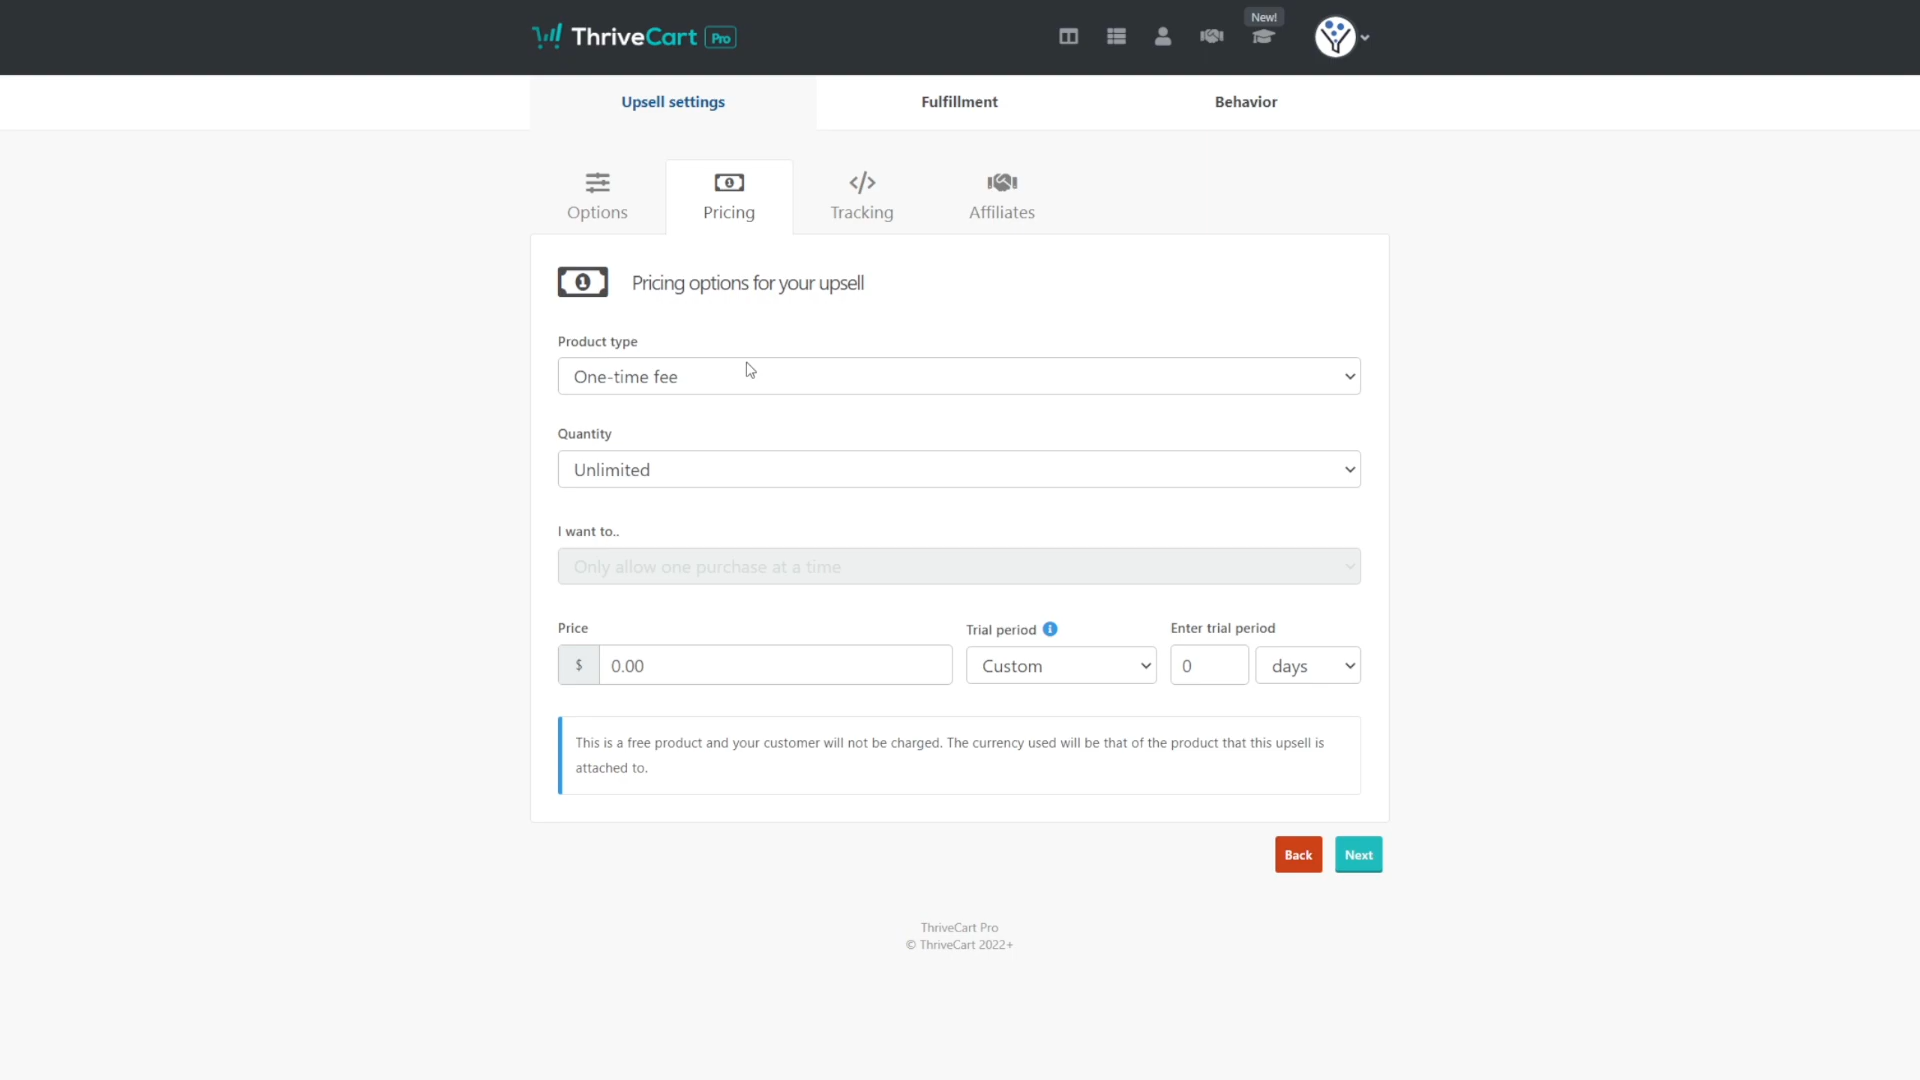 New!
ThriveCart Pro
Upsell settings
Fulfillment
Behavior
Options
Pricing
Tracking
Affiliates
Pricing options for your upsell
Product type
One-time fee
Quantity
Unlimited
I want to..
Only allow one purchase at a time
Price
Trial period
Enter trial period
$
0.00
Custom
0
days
This is a free product and your customer will not be charged. The currency used will be that of the product that this upsell is
attached to.
Back
Next
ThriveCart Pro
© ThriveCart 2022+